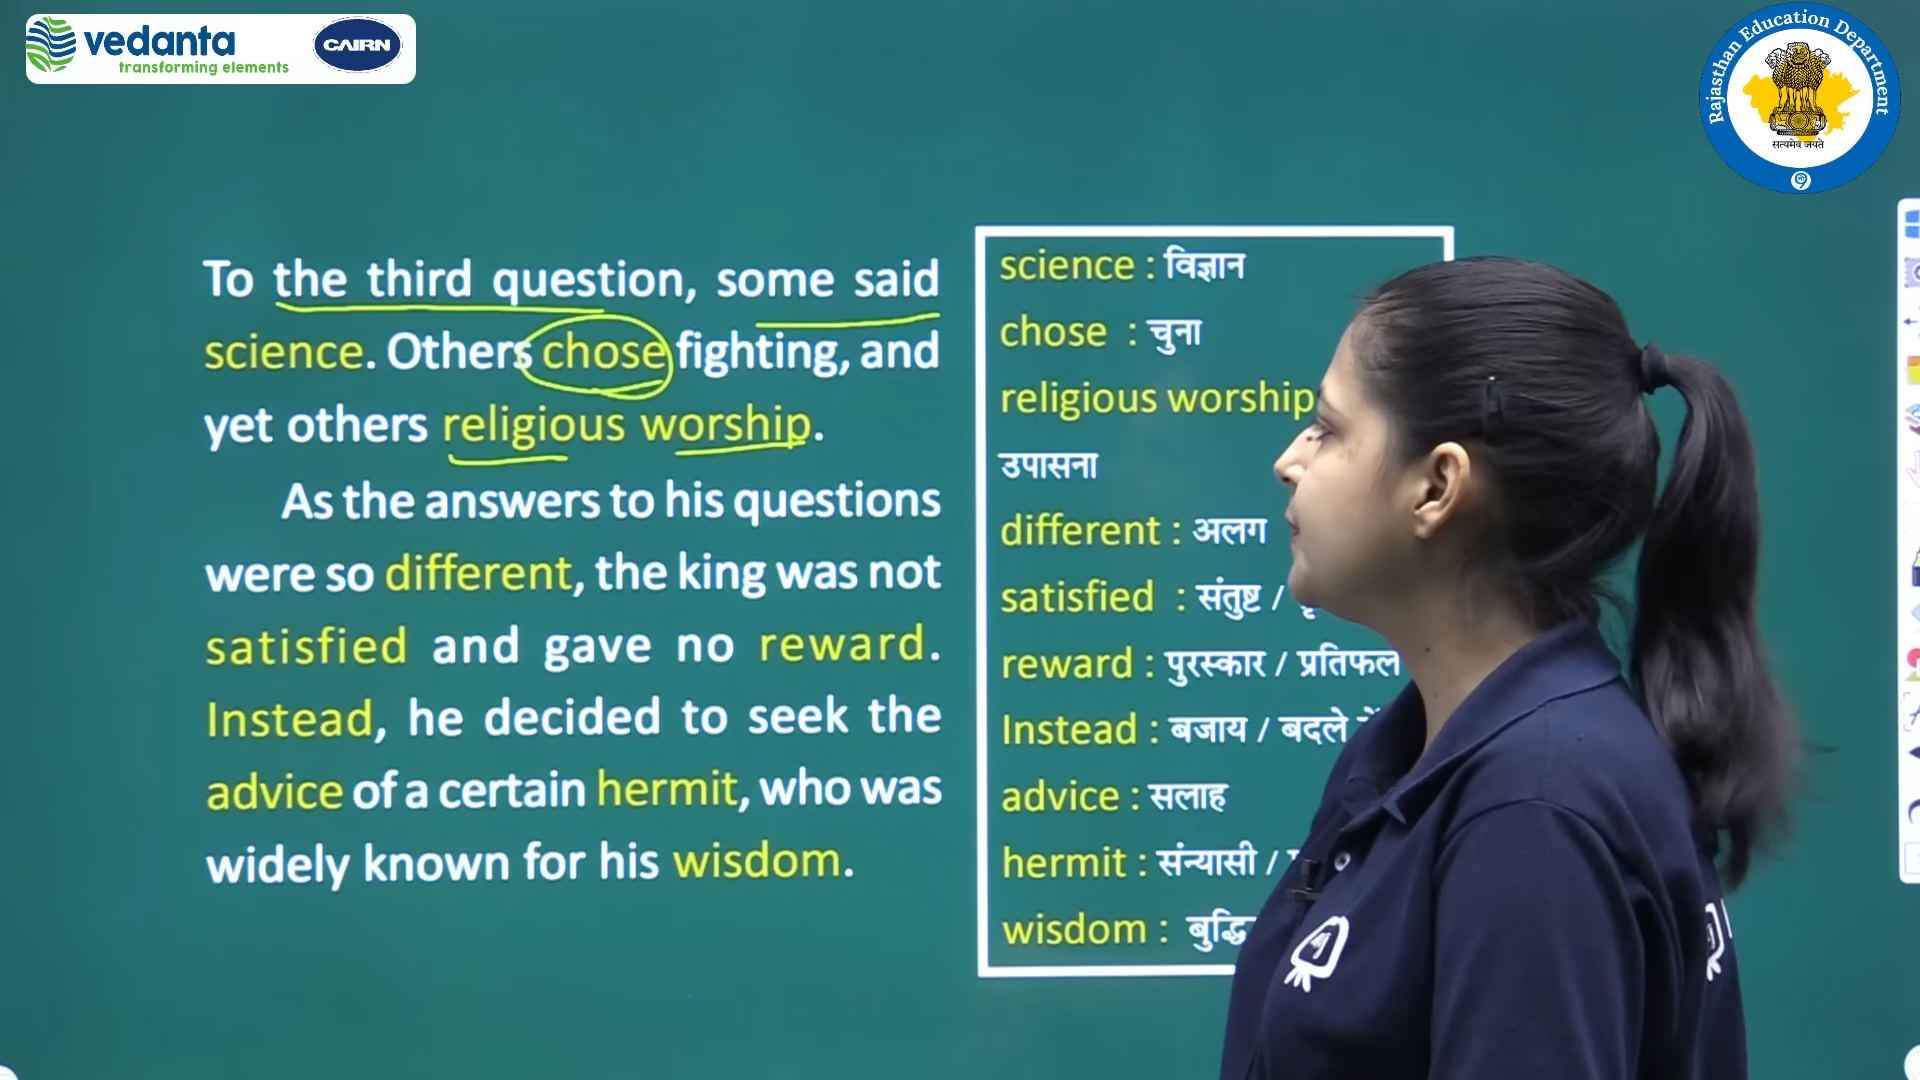 vedanta
transforming elements
CAIRN
Rajasthan Education Department
सत्यमेव जयते
To the third question, some said
science. Others chose fighting, and
yet others religious worship.
As the answers to his questions
were so different, the king was not
satisfied and gave no reward.
Instead, he decided to seek the
advice of a certain hermit, who was
widely known for his wisdom.
science : विज्ञान
chose : चुना
religious worship
उपासना
different : अलग
satisfied : संतुष्ट /
reward : पुरस्कार / प्रतिफल
Instead : बजाय / बदले
advice : सलाह
hermit : संन्यासी /
wisdom : बुद्धि